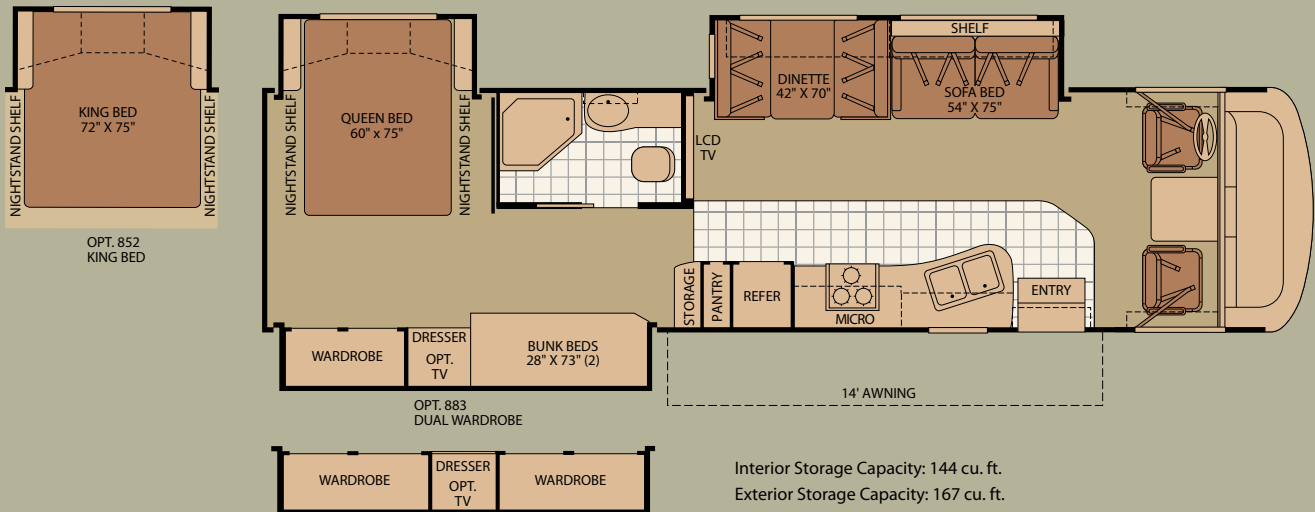 KING BED
72" X 75"
NIGHTSTAND SHELF
NIGHTSTAND SHELF
OPT. 852
KING BED
NIGHTSTAND SHELF
QUEEN BED
60" x 75"
NIGHTSTAND SHELF
LCD
TV
DINETTE
42" X 70"
SHELF
SOFA BED
54" X 75"
STORAGE
PANTRY
REFER
MICRO
ENTRY
WARDROBE
DRESSER
OPT.
TV
BUNK BEDS
28" X 73" (2)
14' AWNING
OPT. 883
DUAL WARDROBE
WARDROBE
DRESSER
OPT.
TV
WARDROBE
Interior Storage Capacity: 144 cu. ft.
Exterior Storage Capacity: 167 cu. ft.